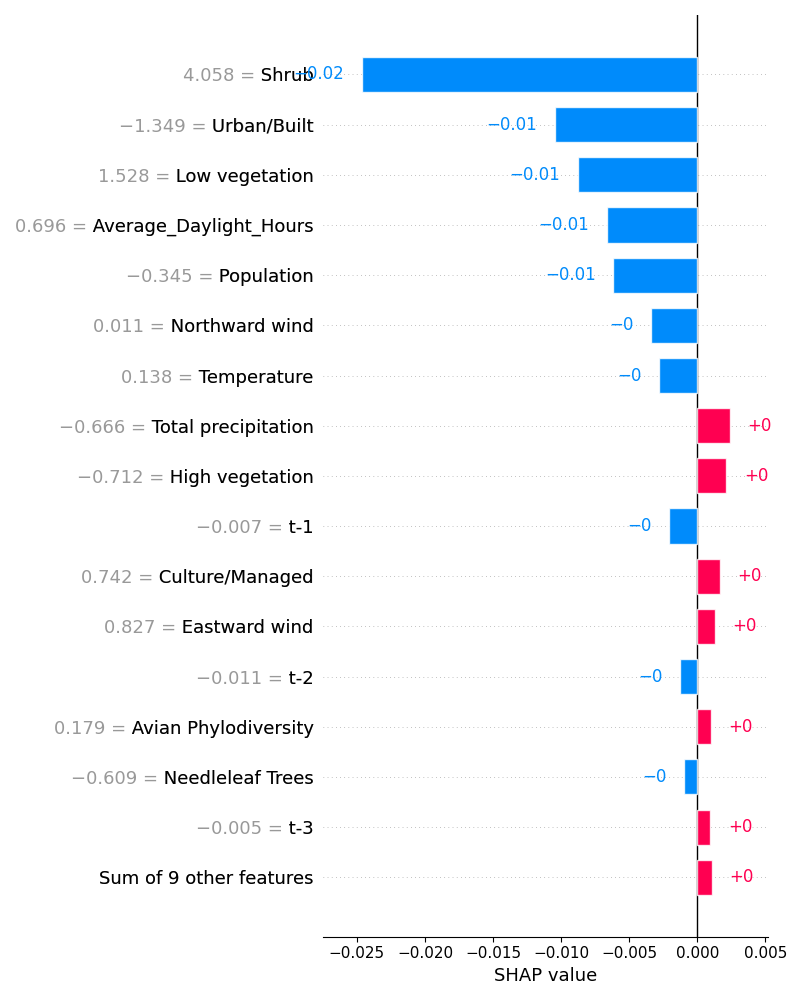 4.058 = Shrub −0.02
−1.349 = Urban/Built −0.01
1.528 = Low vegetation −0.01
0.696 = Average_Daylight_Hours −0.01
−0.345 = Population −0.01
0.011 = Northward wind −0
0.138 = Temperature −0
−0.666 = Total precipitation +0
−0.712 = High vegetation +0
−0.007 = t-1 −0
0.742 = Culture/Managed +0
0.827 = Eastward wind +0
−0.011 = t-2 −0
0.179 = Avian Phylodiversity +0
−0.609 = Needleleaf Trees −0
−0.005 = t-3 +0
Sum of 9 other features +0
−0.025 −0.020 −0.015 −0.010 −0.005 0.000 0.005
SHAP value